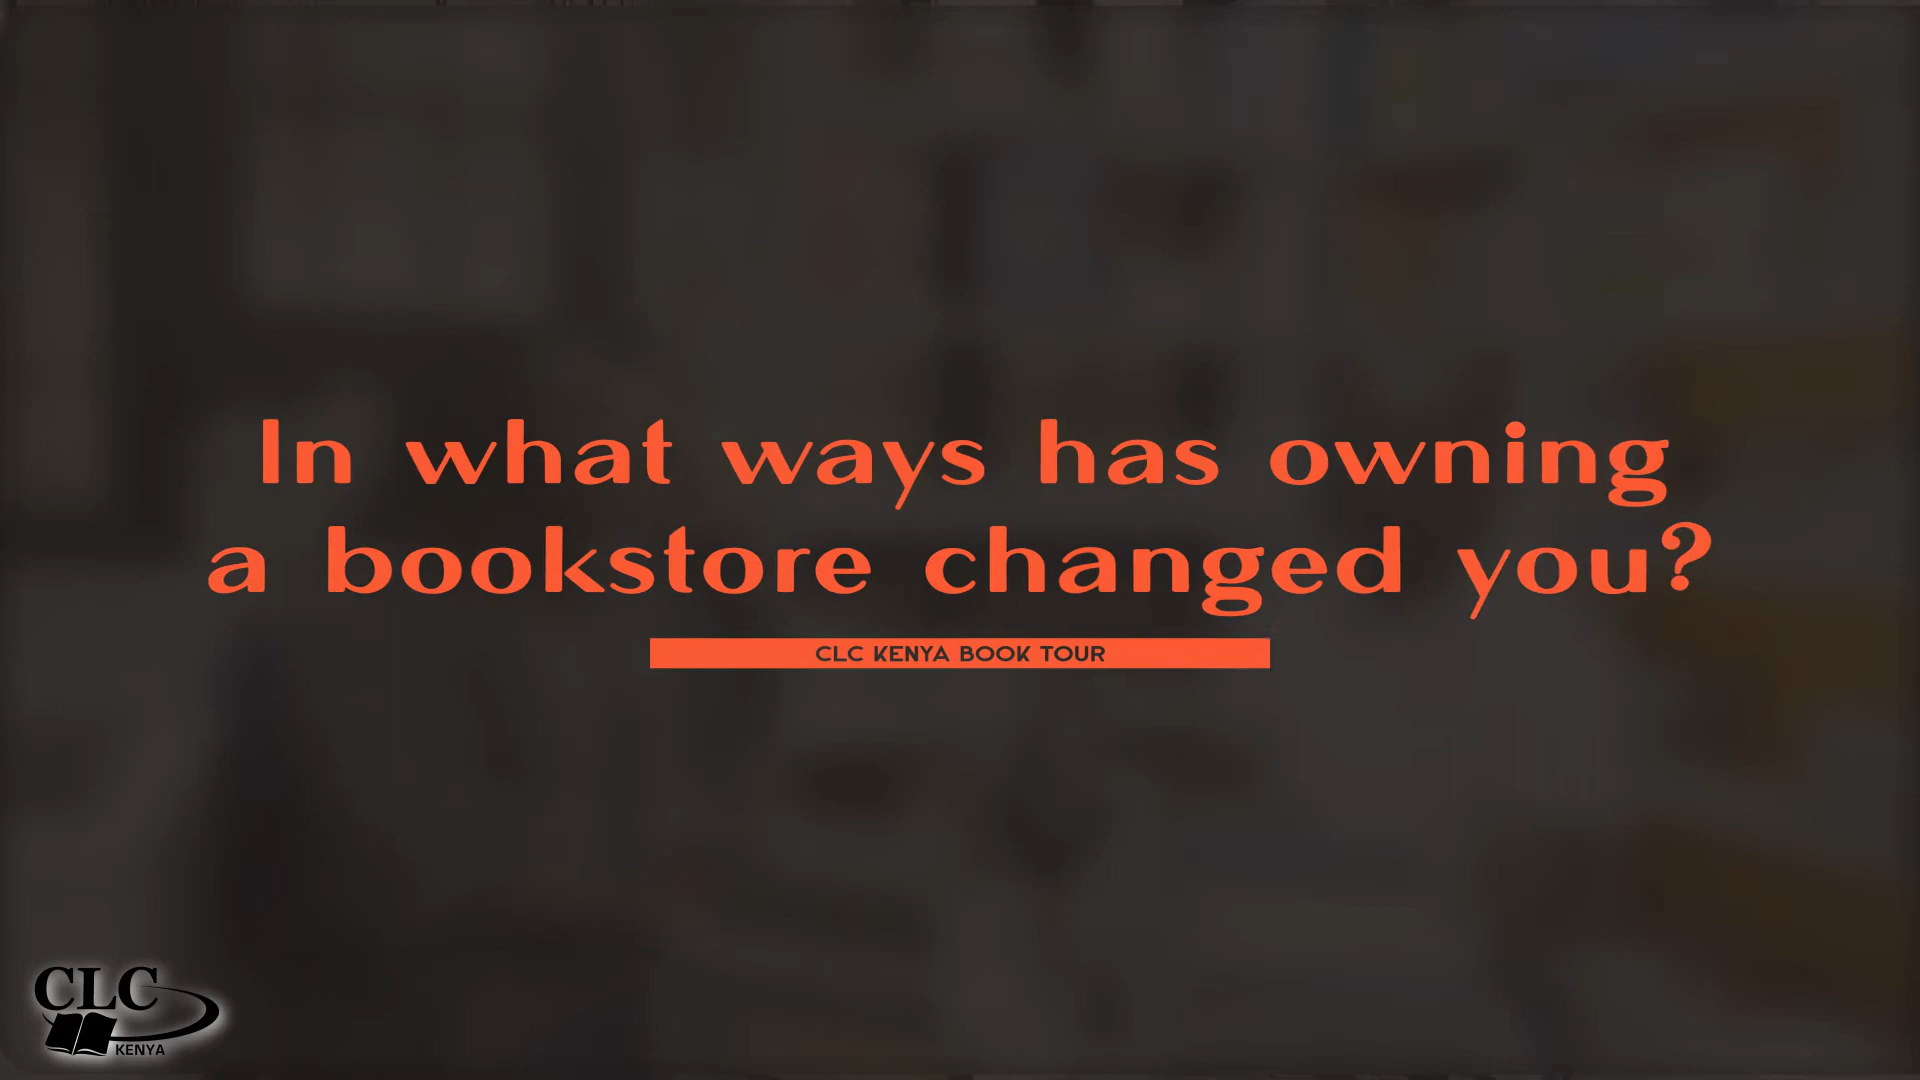 In what ways has owning
a bookstore changed you?
CLC KENYA BOOK TOUR
CLC
KENYA